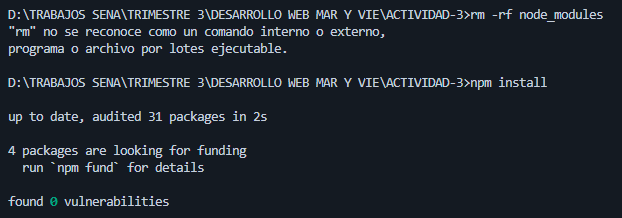 D:\TRABAJOS SENA\TRIMESTRE 3\DESARROLLO WEB MAR Y VIE\ACTIVIDAD-3>rm -rf node_modules
"rm" no se reconoce como un comando interno o externo,
programa o archivo por lotes ejecutable.
D:\TRABAJOS SENA\TRIMESTRE 3\DESARROLLO WEB MAR Y VIE\ACTIVIDAD-3>npm install
up to date, audited 31 packages in 2s
4 packages are looking for funding
  run `npm fund` for details
found 0 vulnerabilities